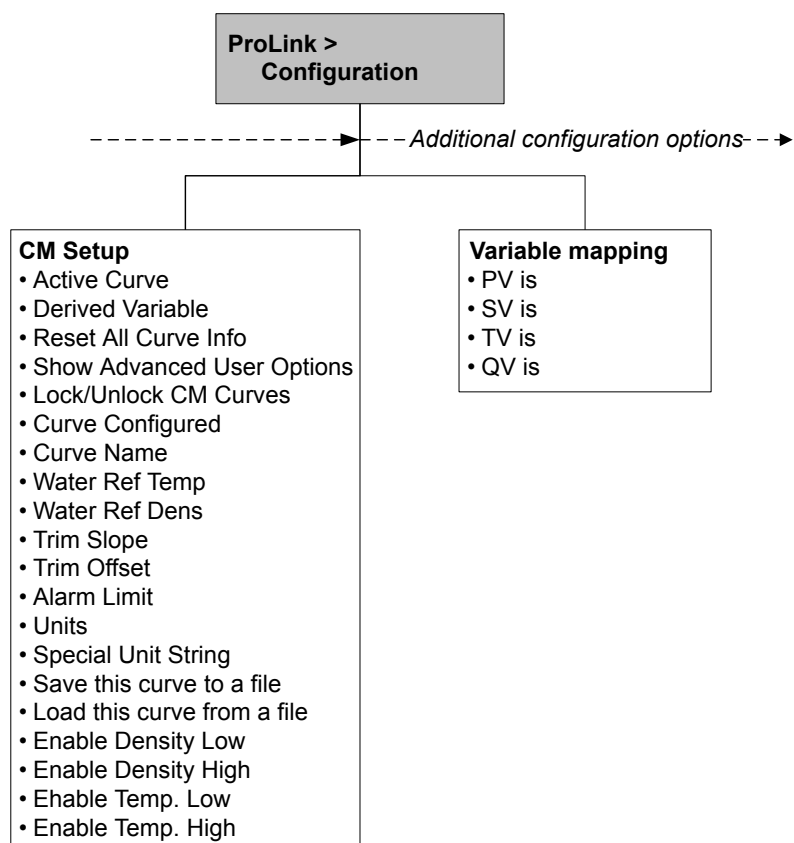 ProLink >
Configuration
Additional configuration options
CM Setup
• Active Curve
• Derived Variable
• Reset All Curve Info
• Show Advanced User Options
• Lock/Unlock CM Curves
• Curve Configured
• Curve Name
• Water Ref Temp
• Water Ref Dens
• Trim Slope
• Trim Offset
• Alarm Limit
• Units
• Special Unit String
• Save this curve to a file
• Load this curve from a file
• Enable Density Low
• Enable Density High
• Ehable Temp. Low
• Enable Temp. High
Variable mapping
• PV is
• SV is
• TV is
• QV is